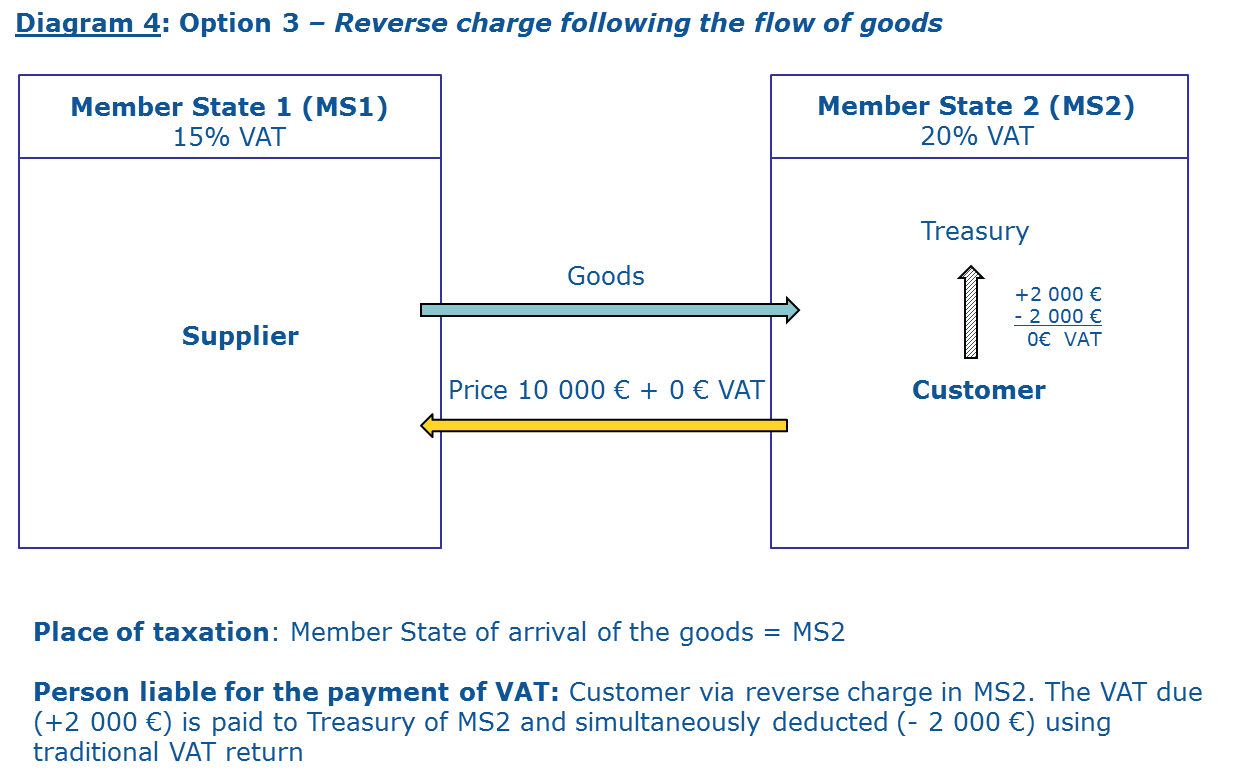 Diagram 4: Option 3 – Reverse charge following the flow of goods
Member State 1 (MS1)
15% VAT
Member State 2 (MS2)
20% VAT
Treasury
Goods
+2 000 €
- 2 000 €
0€ VAT
Supplier
Price 10 000 € + 0 € VAT
Customer
Place of taxation: Member State of arrival of the goods = MS2
Person liable for the payment of VAT: Customer via reverse charge in MS2. The VAT due
(+2 000 €) is paid to Treasury of MS2 and simultaneously deducted (- 2 000 €) using
traditional VAT return